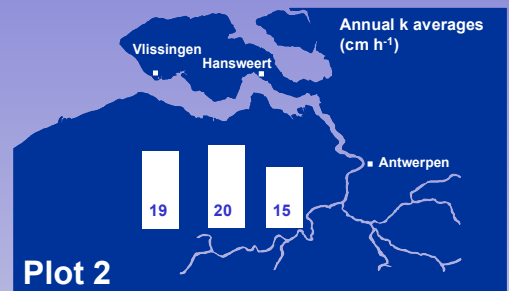 Annual k averages
(cm h-1)
Vlissingen
Hansweert
Antwerpen
19 20 15
Plot 2